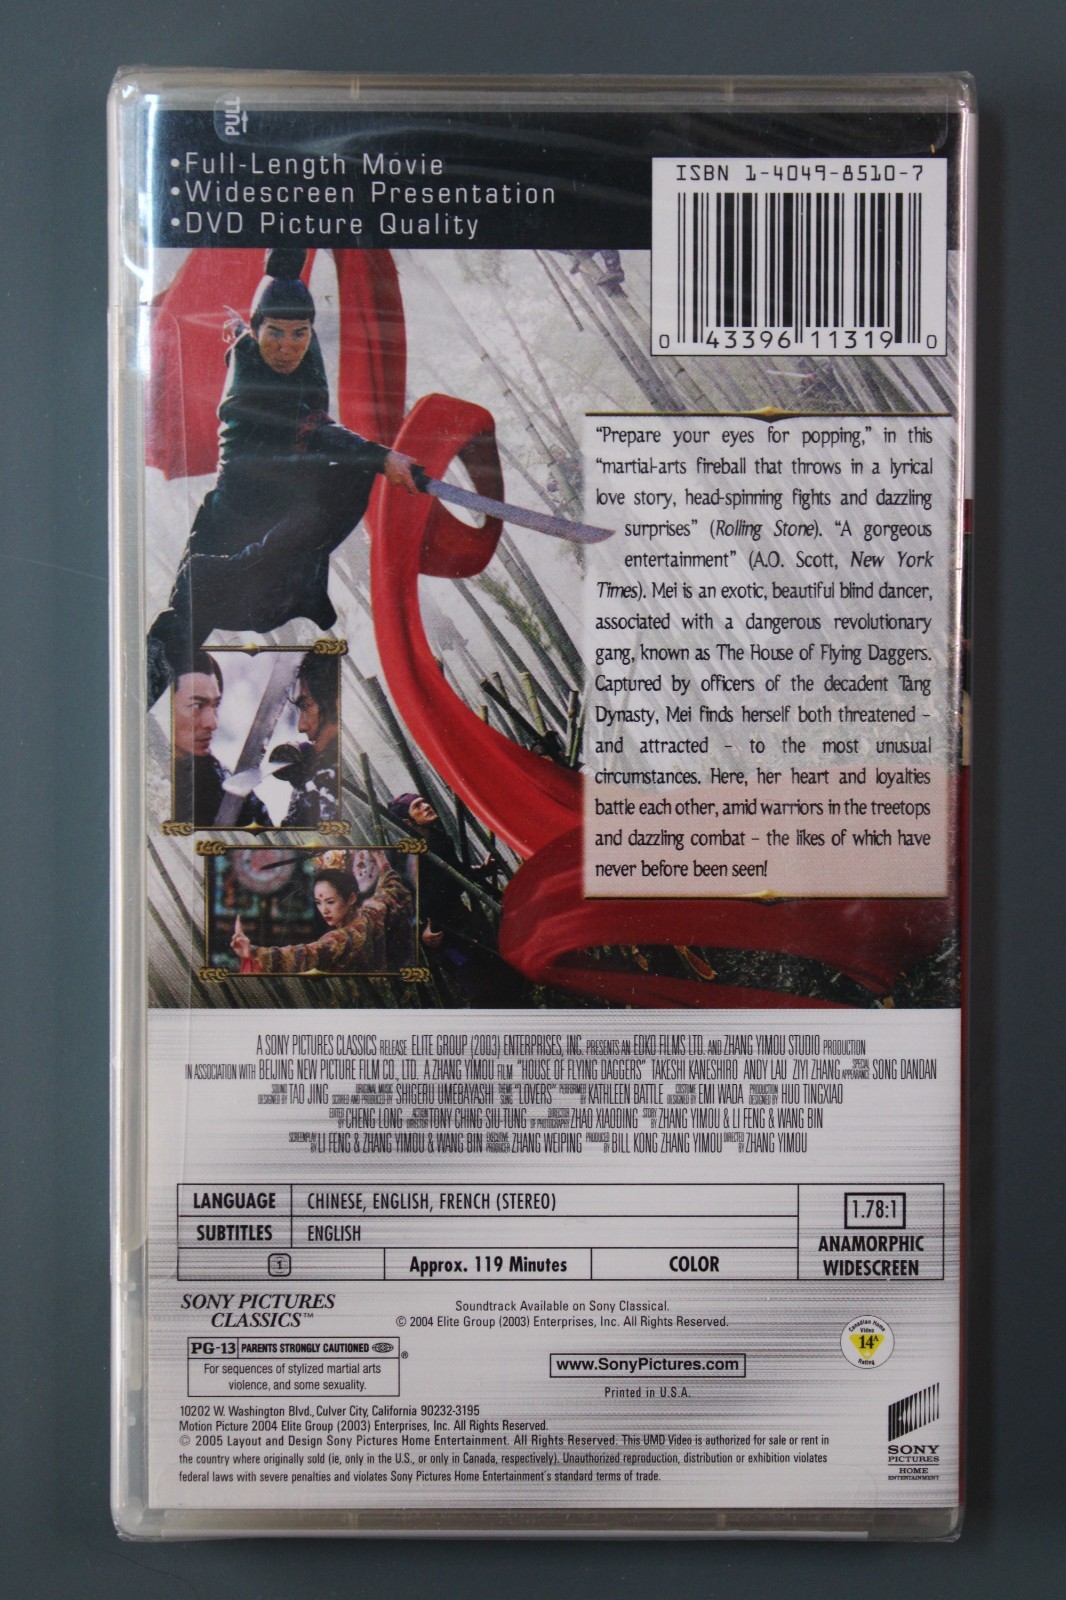 PULL
•Full-Length Movie
•Widescreen Presentation
•DVD Picture Quality
ISBN 1-4049-8510-7
0 43396 11319 0
“Prepare your eyes for popping,” in this
“martial-arts fireball that throws in a lyrical
love story, head-spinning fights and dazzling
surprises” (Rolling Stone). “A gorgeous
entertainment” (A.O. Scott, New York
Times). Mei is an exotic, beautiful blind dancer,
associated with a dangerous revolutionary
gang, known as The House of Flying Daggers.
Captured by officers of the decadent Tang
Dynasty, Mei finds herself both threatened –
and attracted – to the most unusual
circumstances. Here, her heart and loyalties
battle each other, amid warriors in the treetops
and dazzling combat – the likes of which have
never before been seen!
A SONY PICTURES CLASSICS RELEASE ELITE GROUP (2003) ENTERPRISES, INC. PRESENTS AN EDKO FILMS LTD. AND ZHANG YIMOU STUDIO PRODUCTION
IN ASSOCIATION WITH BEIJING NEW PICTURE FILM CO., LTD. A ZHANG YIMOU FILM "HOUSE OF FLYING DAGGERS" TAKESHI KANESHIRO ANDY LAU ZIYI ZHANG SPECIAL APPEARANCE SONG DANDAN
SOUND DESIGNED BY TAO JING ORIGINAL MUSIC SCORED AND PRODUCED BY SHIGERU UMEBAYASHI THEME SONG "LOVERS" PERFORMED BY KATHLEEN BATTLE COSTUME DESIGNED BY EMI WADA PRODUCTION DESIGNED BY HUO TINGXIAO
EDITED BY CHENG LONG ACTION DIRECTOR TONY CHING SIU-TUNG DIRECTOR OF PHOTOGRAPHY ZHAO XIAODING STORY BY ZHANG YIMOU & LI FENG & WANG BIN
SCREENPLAY BY LI FENG & ZHANG YIMOU & WANG BIN EXECUTIVE PRODUCER ZHANG WEIPING PRODUCED BY BILL KONG ZHANG YIMOU DIRECTED BY ZHANG YIMOU
LANGUAGE CHINESE, ENGLISH, FRENCH (STEREO)
SUBTITLES ENGLISH
1 Approx. 119 Minutes COLOR
1.78:1
ANAMORPHIC
WIDESCREEN
SONY PICTURES
CLASSICS™
Soundtrack Available on Sony Classical.
© 2004 Elite Group (2003) Enterprises, Inc. All Rights Reserved.
PG-13 PARENTS STRONGLY CAUTIONED ®
For sequences of stylized martial arts
violence, and some sexuality.
www.SonyPictures.com
Printed in U.S.A.
Canadian Home
Video
14A
Rating
10202 W. Washington Blvd., Culver City, California 90232-3195
Motion Picture 2004 Elite Group (2003) Enterprises, Inc. All Rights Reserved.
© 2005 Layout and Design Sony Pictures Home Entertainment. All Rights Reserved. This UMD Video is authorized for sale or rent in
the country where originally sold (ie, only in the U.S., or only in Canada, respectively). Unauthorized reproduction, distribution or exhibition violates
federal laws with severe penalties and violates Sony Pictures Home Entertainment's standard terms of trade.
SONY
PICTURES
HOME
ENTERTAINMENT